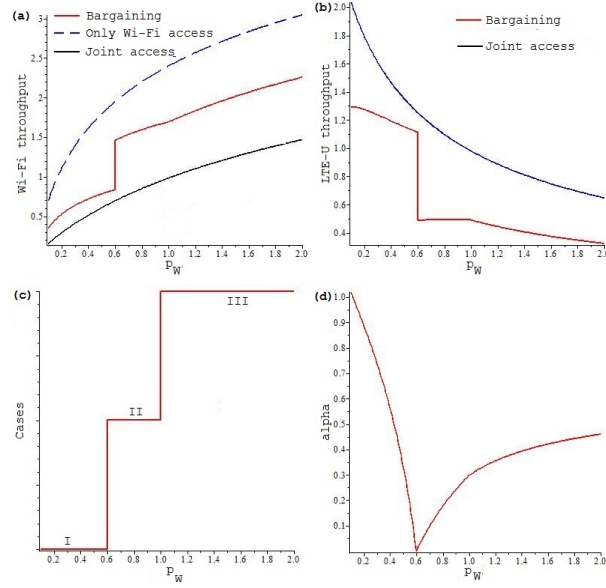 (a)
Bargaining
Only Wi-Fi access
Joint access
Wi-Fi throughput
3
2.5
2
1.5
1
0.5
0.2 0.4 0.6 0.8 1.0 1.2 1.4 1.6 1.8 2.0
p W
(b)
Bargaining
Joint access
LTE-U throughput
2.0
1.8
1.6
1.4
1.2
1.0
0.8
0.6
0.4
0.2 0.4 0.6 0.8 1.0 1.2 1.4 1.6 1.8 2.0
p W
(c)
III
II
I
Cases
0.2 0.4 0.6 0.8 1.0 1.2 1.4 1.6 1.8 2.0
p W
(d)
alpha
1.0
0.9
0.8
0.7
0.6
0.5
0.4
0.3
0.2
0.1
0.2 0.4 0.6 0.8 1.0 1.2 1.4 1.6 1.8 2.0
p W